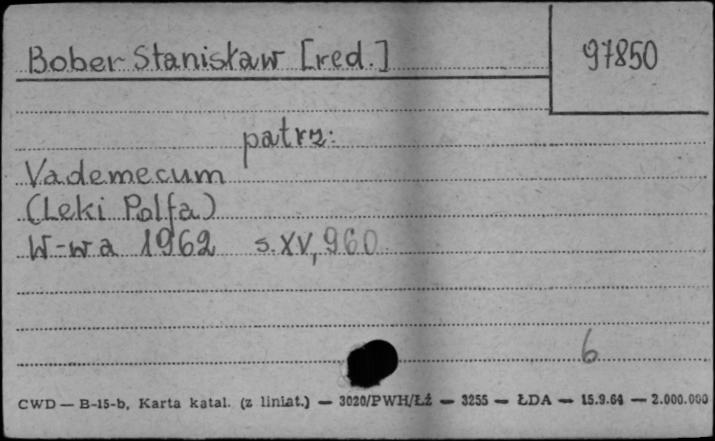 Bober Stanisław [red.]
97850
patrz:
Vademecum
(Leki Polfa)
W-wa 1962 s. XV, 960
6
CWD — B-15-b, Karta katal. (z liniat.) — 3020/PWH/Łź — 3255 — ŁDA — 15.9.64 — 2.000.000